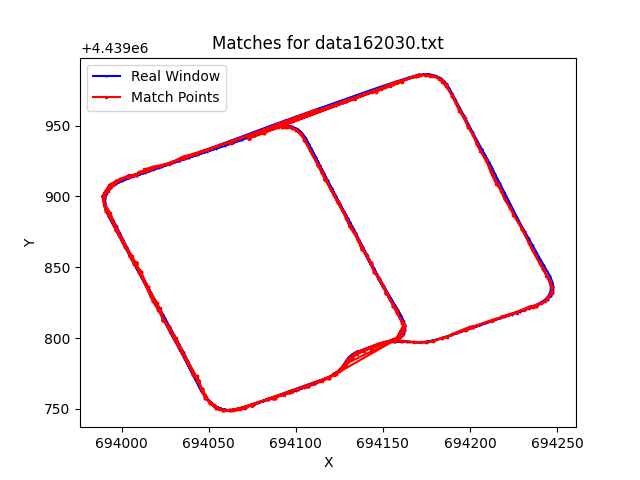 Matches for data162030.txt
+4.439e6
Real Window
Match Points
950
900
850
800
750
Y
694000 694050 694100 694150 694200 694250
X